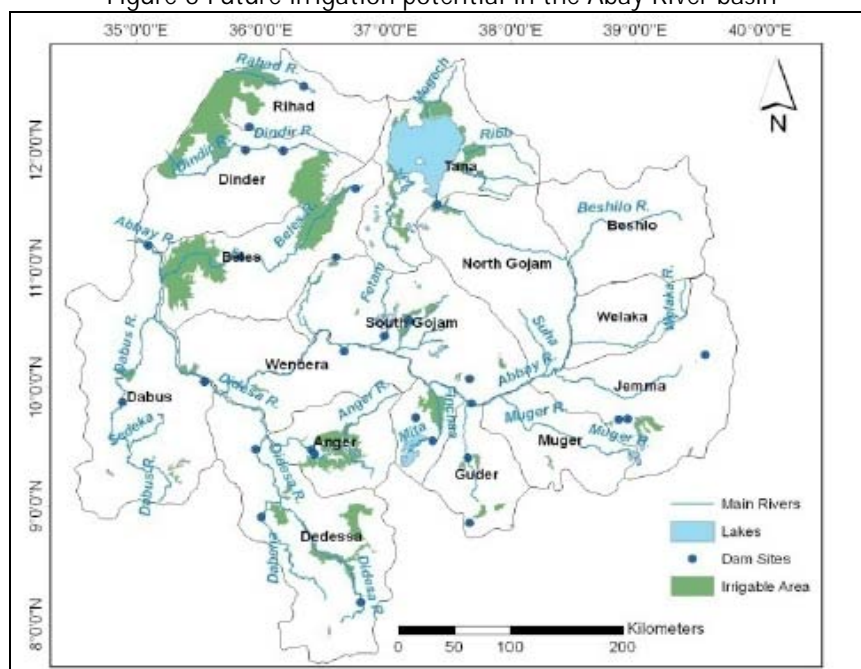 Figure 8 Future irrigation potential in the Abay River basin
35°0'0"E 36°0'0"E 37°0'0"E 38°0'0"E 39°0'0"E 40°0'0"E
12°0'0"N
11°0'0"N
10°0'0"N
9°0'0"N
8°0'0"N
N
Rahad R.
Rihad
Dindir R.
Dindir R.
Dinder
Megech
Ribb
Tana
Beshilo R.
Beshlo
Abbay R.
Beles R.
Beles
North Gojam
Fetam
South Gojam
Suha
Welaka
Welaka R.
Dabus R.
Dabus
Sedeka
Dabus R.
Wenbera
Didesa R.
Abbay R.
Jemma
Anger R.
Anger
Finchaa
Mita
Muger R.
Muger
Muger R.
Guder
Didesa R.
Dedessa
Dabena
Didesa R.
Main Rivers
Lakes
Dam Sites
Irrigable Area
Kilometers
0 50 100 200